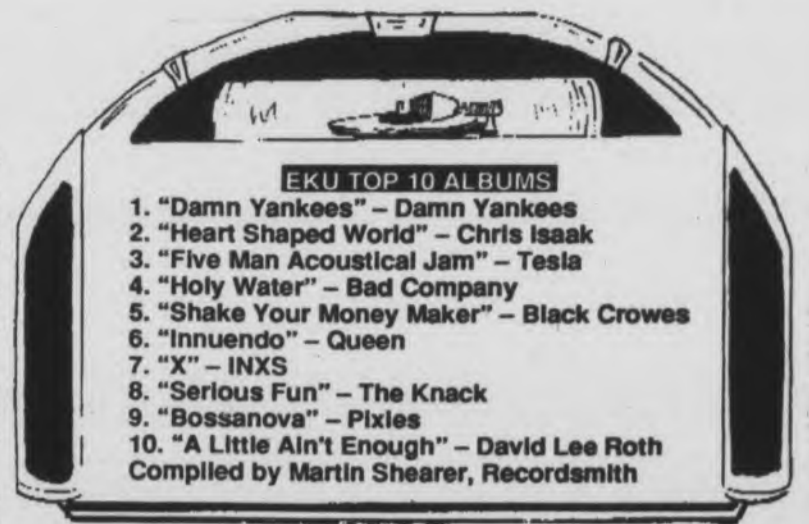 EKU TOP 10 ALBUMS
1. "Damn Yankees" – Damn Yankees
2. "Heart Shaped World" – Chris Isaak
3. "Five Man Acoustical Jam" – Tesla
4. "Holy Water" – Bad Company
5. "Shake Your Money Maker" – Black Crowes
6. "Innuendo" – Queen
7. "X" – INXS
8. "Serious Fun" – The Knack
9. "Bossanova" – Pixies
10. "A Little Ain't Enough" – David Lee Roth
Compiled by Martin Shearer, Recordsmith